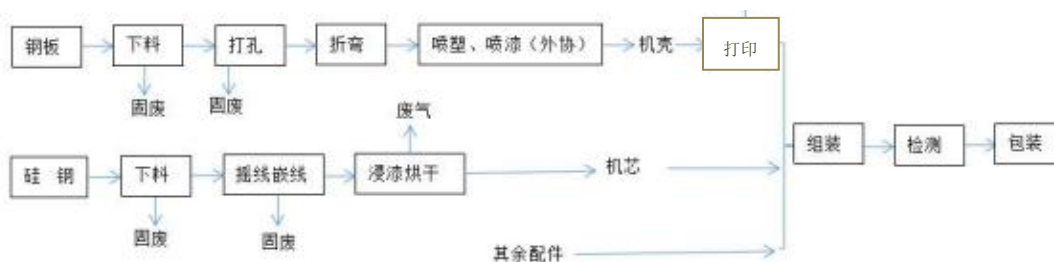 钢板
下料
打孔
折弯
喷塑、喷漆（外协）
机壳
打印
固废
固废
废气
组装
检测
包装
硅 钢
下料
摇线嵌线
浸漆烘干
机芯
固废
固废
其余配件